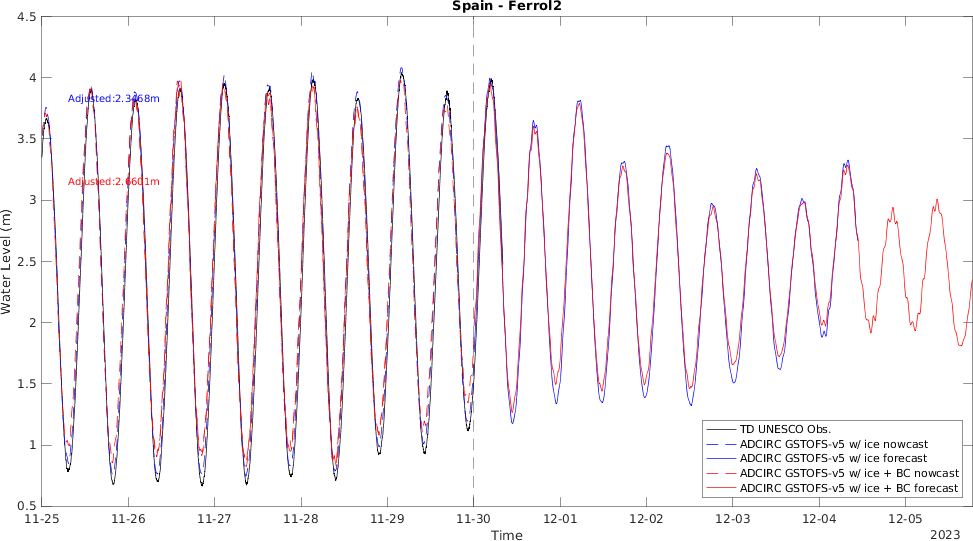 Spain - Ferrol2
4.5
4
3.5
3
2.5
2
1.5
1
0.5
Water Level (m)
Adjusted:2.3468m
Adjusted:2.6601m
TD UNESCO Obs.
ADCIRC GSTOFS-v5 w/ ice nowcast
ADCIRC GSTOFS-v5 w/ ice forecast
ADCIRC GSTOFS-v5 w/ ice + BC nowcast
ADCIRC GSTOFS-v5 w/ ice + BC forecast
11-25 11-26 11-27 11-28 11-29 11-30 12-01 12-02 12-03 12-04 12-05
Time
2023